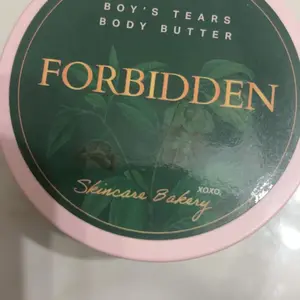 BOY'S TEARS
BODY BUTTER
FORBIDDEN
XOXO,
Skincare Bakery